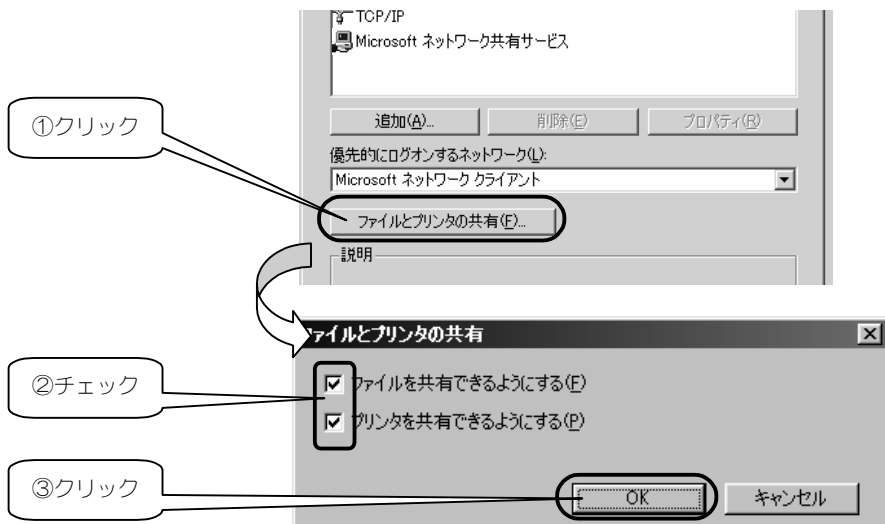 TCP/IP
Microsoft ネットワーク共有サービス
①クリック
追加(A)...
削除(E)
プロパティ(R)
優先的にログオンするネットワーク(L):
Microsoft ネットワーク クライアント
ファイルとプリンタの共有(F)...
説明
ファイルとプリンタの共有
②チェック
ファイルを共有できるようにする(F)
プリンタを共有できるようにする(P)
③クリック
OK
キャンセル